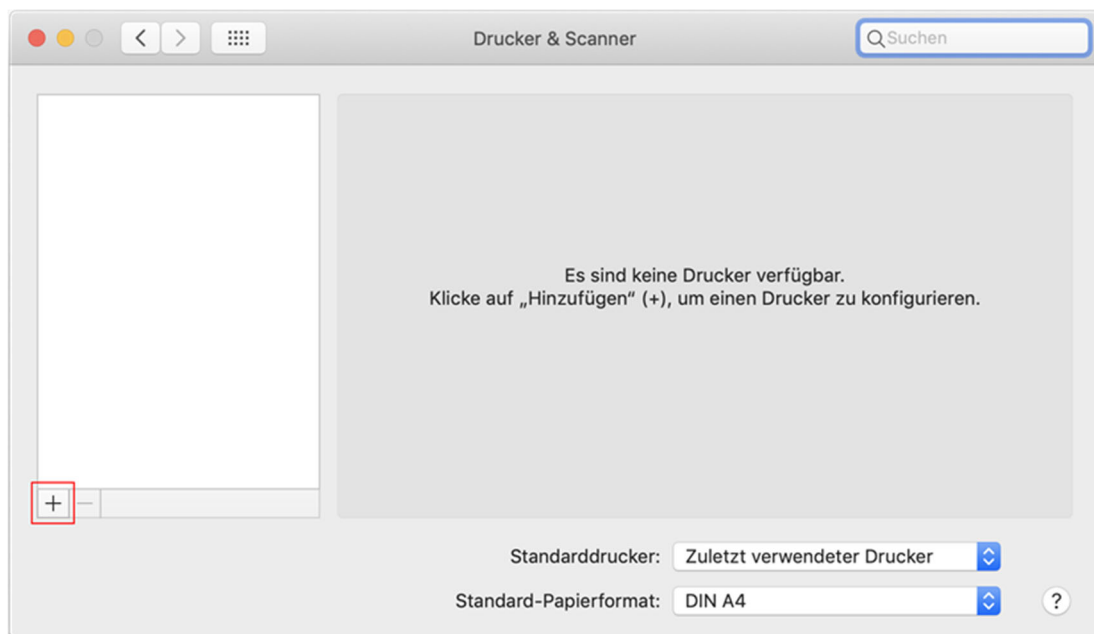 Drucker & Scanner
Suchen
Es sind keine Drucker verfügbar.
Klicke auf „Hinzufügen“ (+), um einen Drucker zu konfigurieren.
+ −
Standarddrucker: Zuletzt verwendeter Drucker
Standard-Papierformat: DIN A4
?